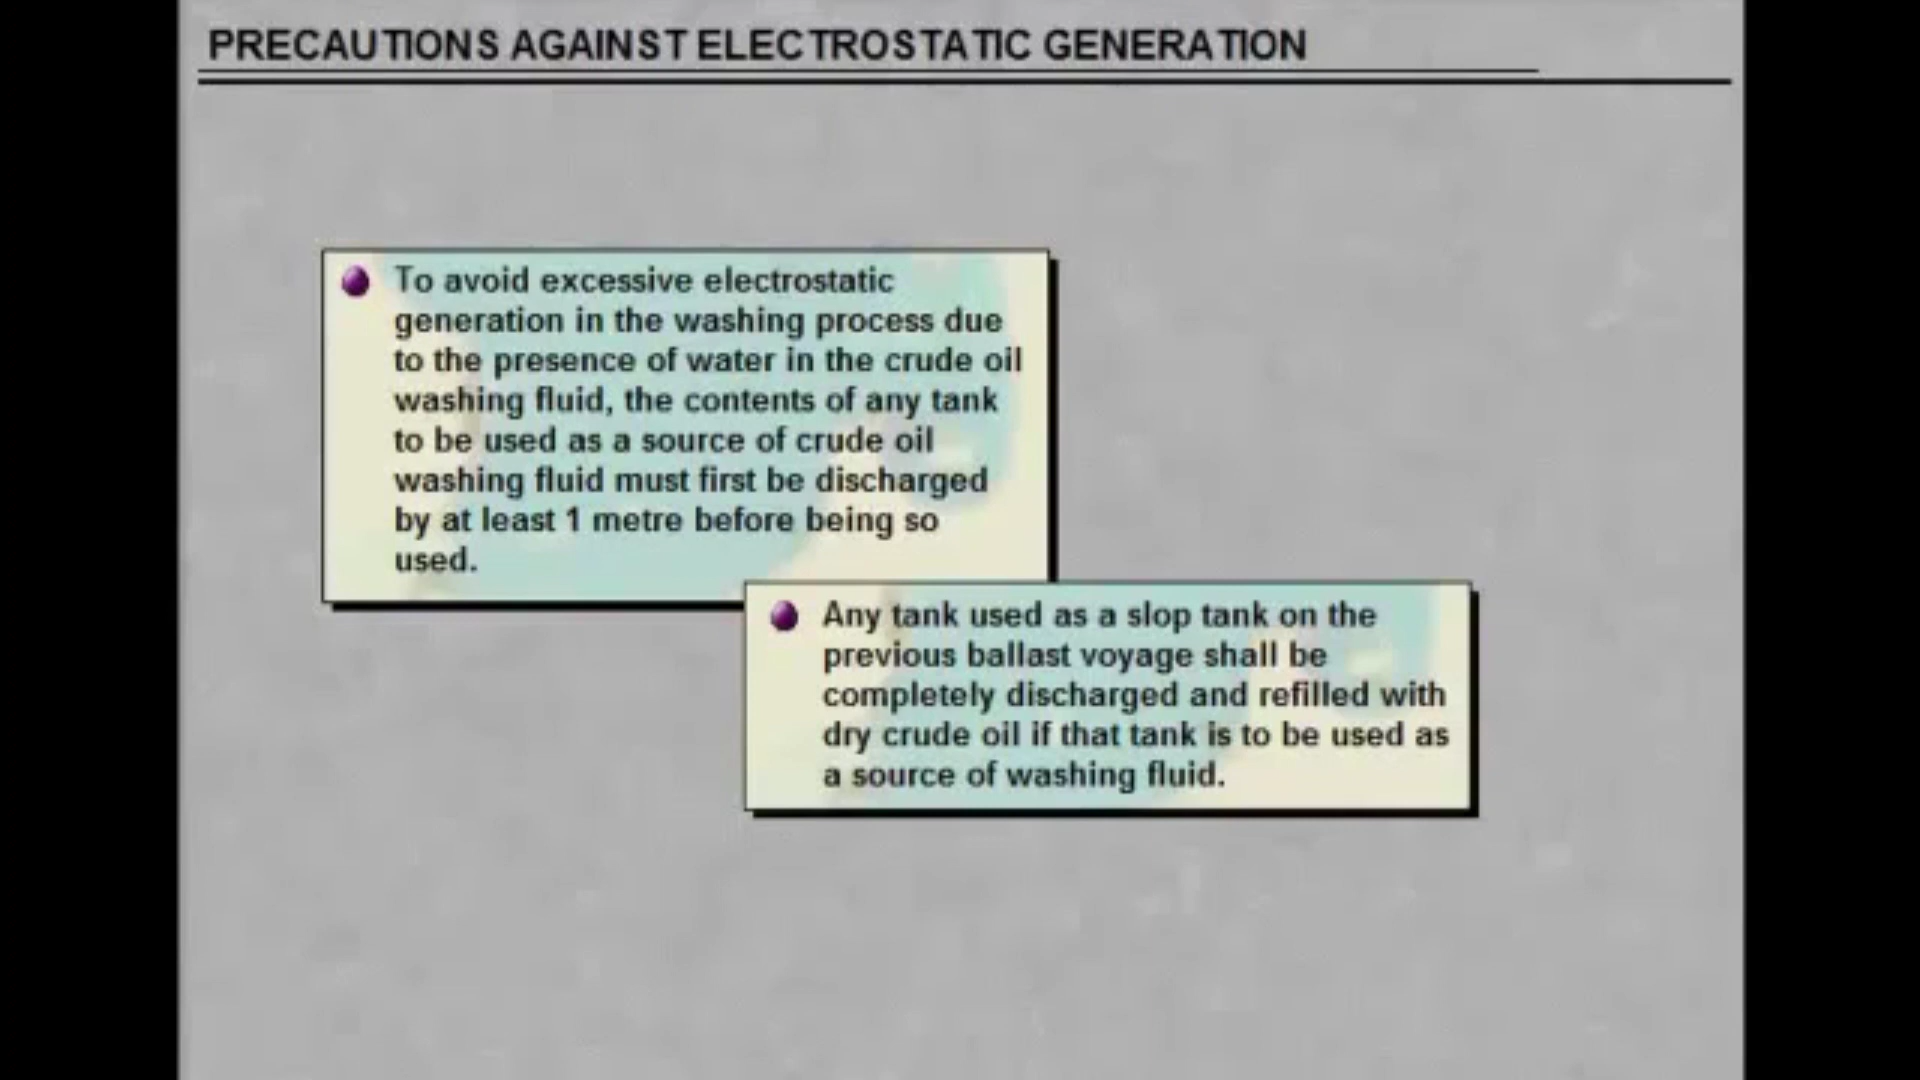 PRECAUTIONS AGAINST ELECTROSTATIC GENERATION
To avoid excessive electrostatic
generation in the washing process due
to the presence of water in the crude oil
washing fluid, the contents of any tank
to be used as a source of crude oil
washing fluid must first be discharged
by at least 1 metre before being so
used.
Any tank used as a slop tank on the
previous ballast voyage shall be
completely discharged and refilled with
dry crude oil if that tank is to be used as
a source of washing fluid.